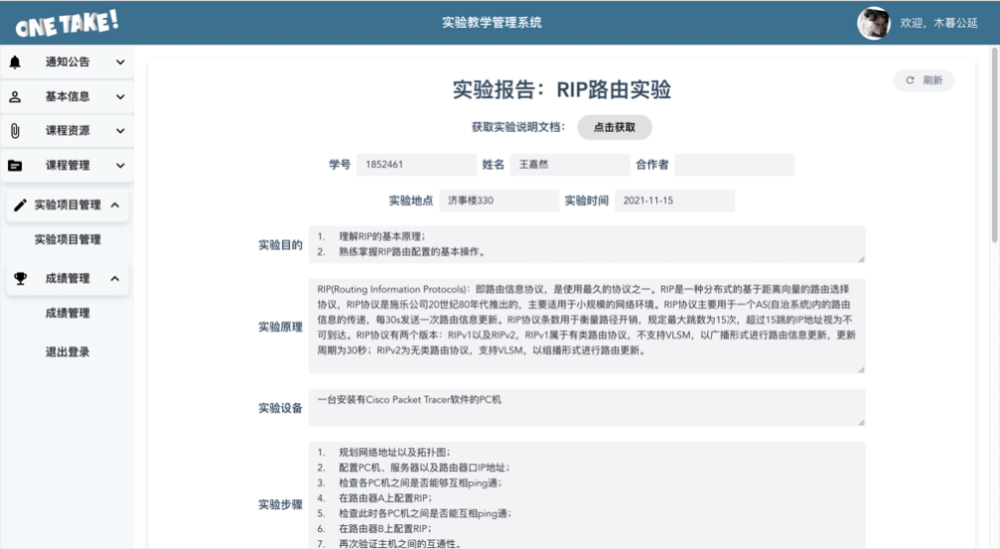 ONE TAKE!
实验教学管理系统
欢迎，木暮公延
通知公告
基本信息
课程资源
课程管理
实验项目管理
实验项目管理
成绩管理
成绩管理
退出登录
刷新
实验报告：RIP路由实验
获取实验说明文档： 点击获取
学号 1852461 姓名 王嘉然 合作者
实验地点 济事楼330 实验时间 2021-11-15
实验目的
1. 理解RIP的基本原理；
2. 熟练掌握RIP路由配置的基本操作。
实验原理
RIP(Routing Information Protocols)：即路由信息协议，是使用最久的协议之一。RIP是一种分布式的基于距离向量的路由选择
协议，RIP协议是施乐公司20世纪80年代推出的，主要适用于小规模的网络环境。RIP协议主要用于一个AS(自治系统)内的路由
信息的传递，每30s发送一次路由信息更新。RIP协议条数用于衡量路径开销，规定最大跳数为15次，超过15跳的IP地址视为不
可到达。RIP协议有两个版本：RIPv1以及RIPv2，RIPv1属于有类路由协议，不支持VLSM，以广播形式进行路由信息更新，更新
周期为30秒；RIPv2为无类路由协议，支持VLSM，以组播形式进行路由更新。
实验设备
一台安装有Cisco Packet Tracer软件的PC机
实验步骤
1. 规划网络地址以及拓扑图；
2. 配置PC机、服务器以及路由器口IP地址；
3. 检查各PC机之间是否能够互相ping通；
4. 在路由器A上配置RIP；
5. 检查此时各PC机之间是否能互相ping通；
6. 在路由器B上配置RIP；
7. 再次验证主机之间的互通性。